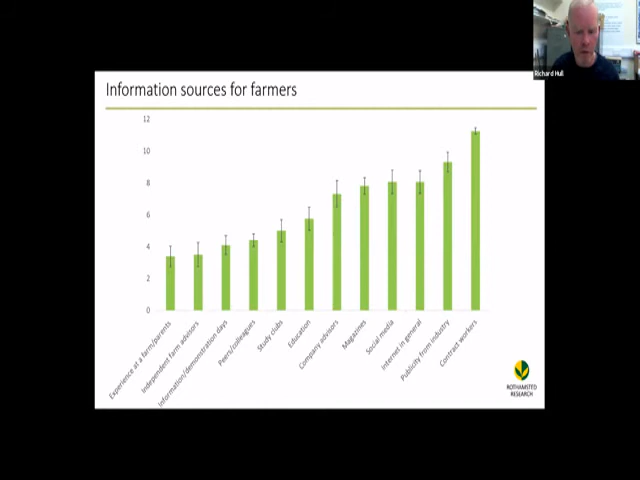 Richard Hull
Information sources for farmers
12
10
8
6
4
2
0
Experience at a farm/parents
Independent farm advisors
Information/demonstration days
Peers/colleagues
Study clubs
Education
Company advisors
Magazines
Social media
Internet in general
Publicity from industry
Contract workers
ROTHAMSTED
RESEARCH